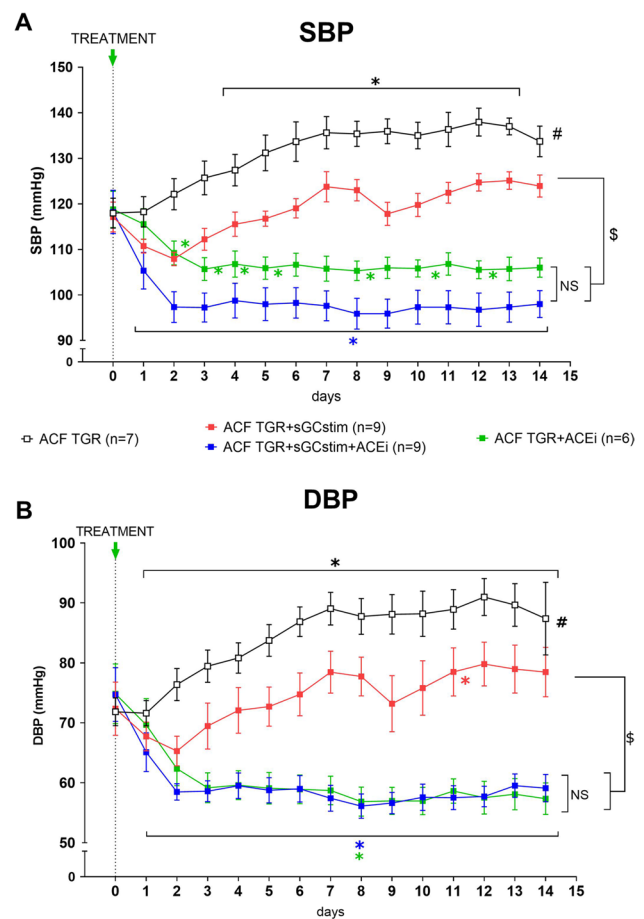 A
SBP
TREATMENT
150
140
130
120
110
100
90
0
SBP (mmHg)
*
#
*
*
*
*
*
*
*
*
NS
$
0 1 2 3 4 5 6 7 8 9 10 11 12 13 14 15
days
ACF TGR (n=7)
ACF TGR+sGCstim (n=9)
ACF TGR+sGCstim+ACEi (n=9)
ACF TGR+ACEi (n=6)
B
DBP
TREATMENT
100
90
80
70
60
50
0
DBP (mmHg)
*
#
*
NS
$
*
*
0 1 2 3 4 5 6 7 8 9 10 11 12 13 14 15
days